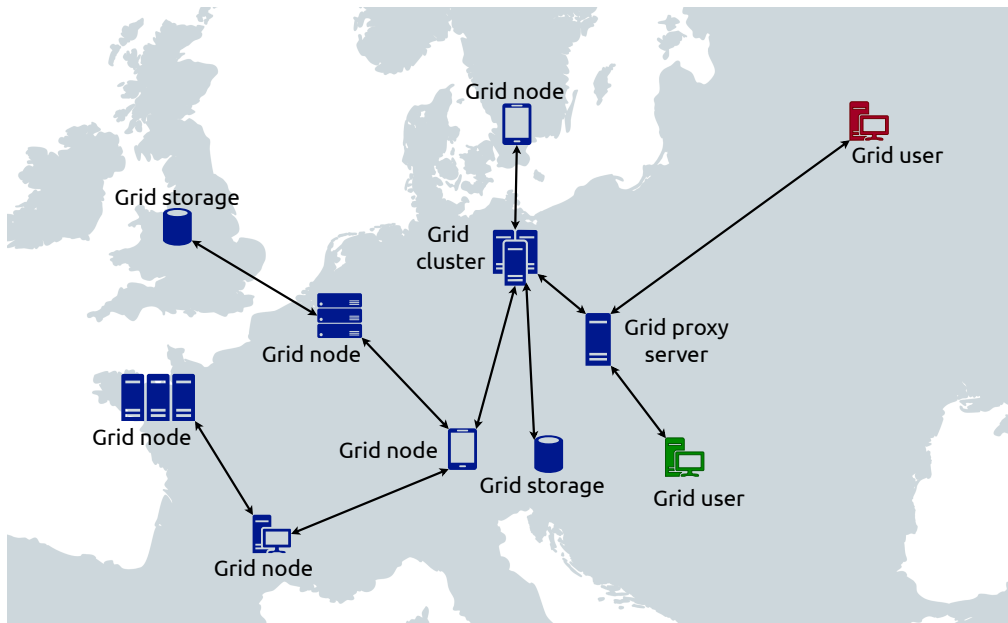 Grid node
Grid user
Grid storage
Grid
cluster
Grid proxy
server
Grid node
Grid node
Grid node
Grid storage
Grid user
Grid node